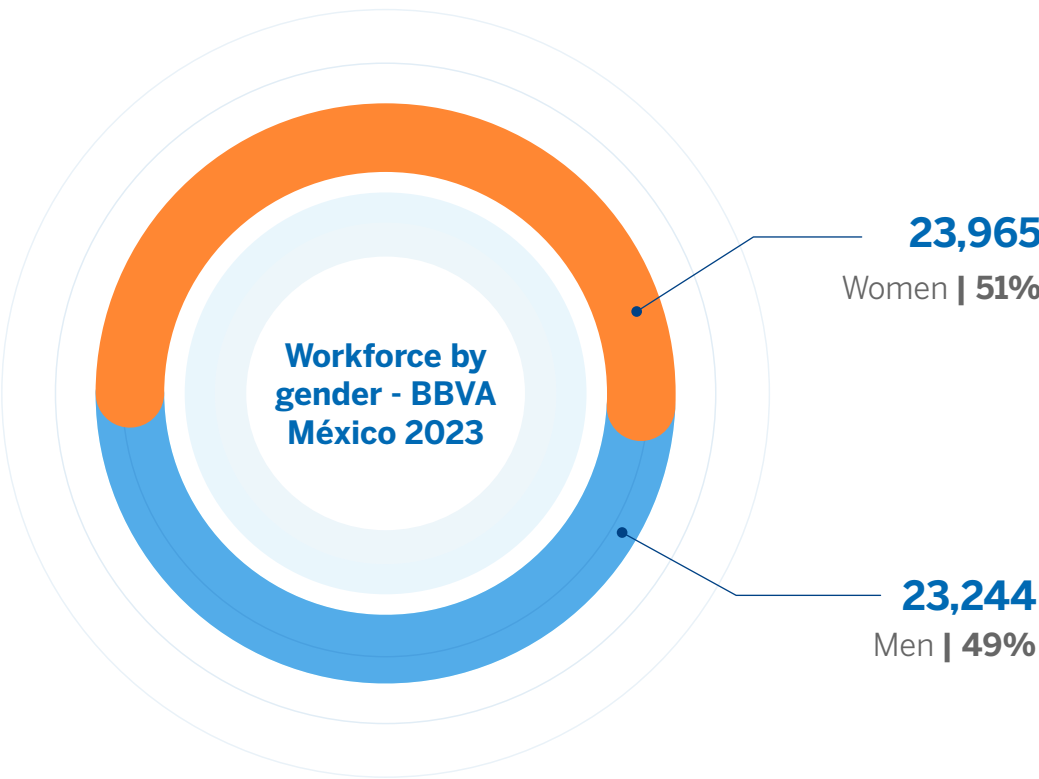 23,965
Women | 51%
Workforce by
gender - BBVA
México 2023
23,244
Men | 49%